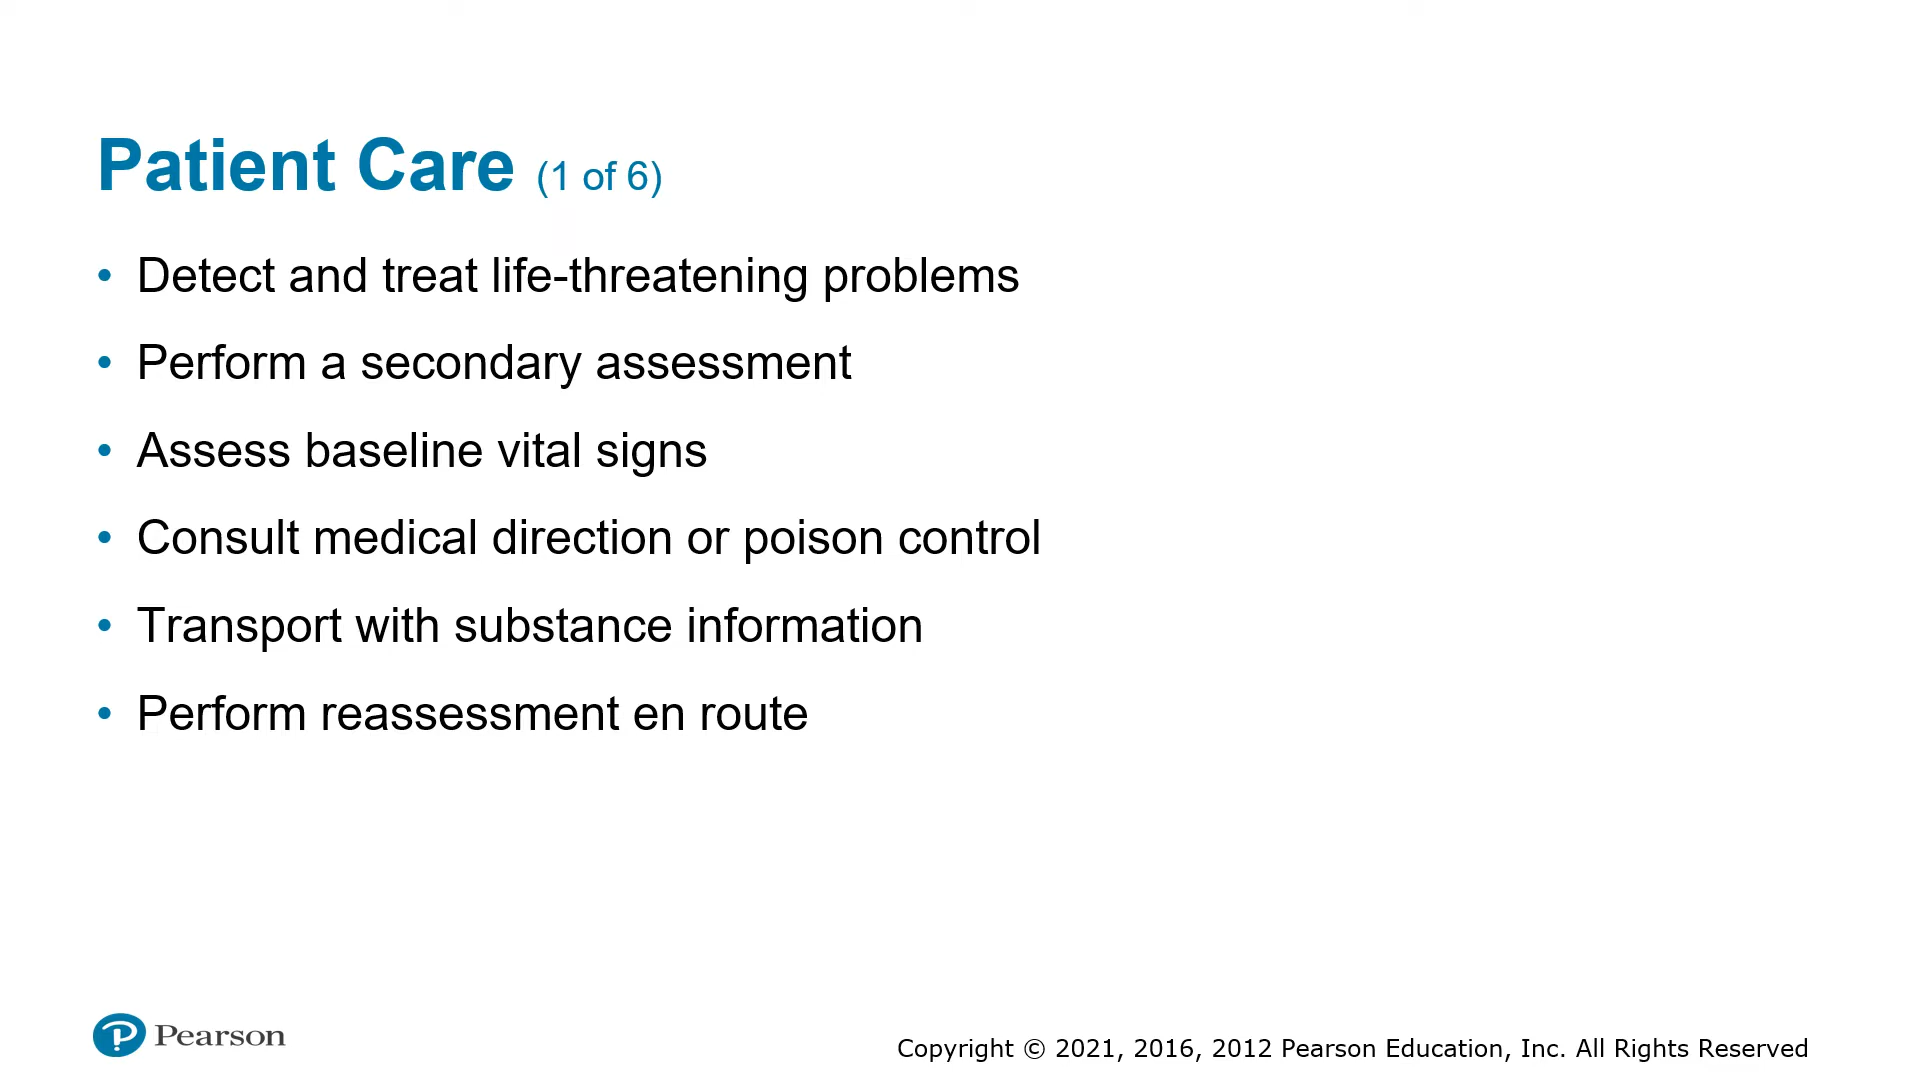 Patient Care (1 of 6)
• Detect and treat life-threatening problems
• Perform a secondary assessment
• Assess baseline vital signs
• Consult medical direction or poison control
• Transport with substance information
• Perform reassessment en route
Pearson
Copyright © 2021, 2016, 2012 Pearson Education, Inc. All Rights Reserved